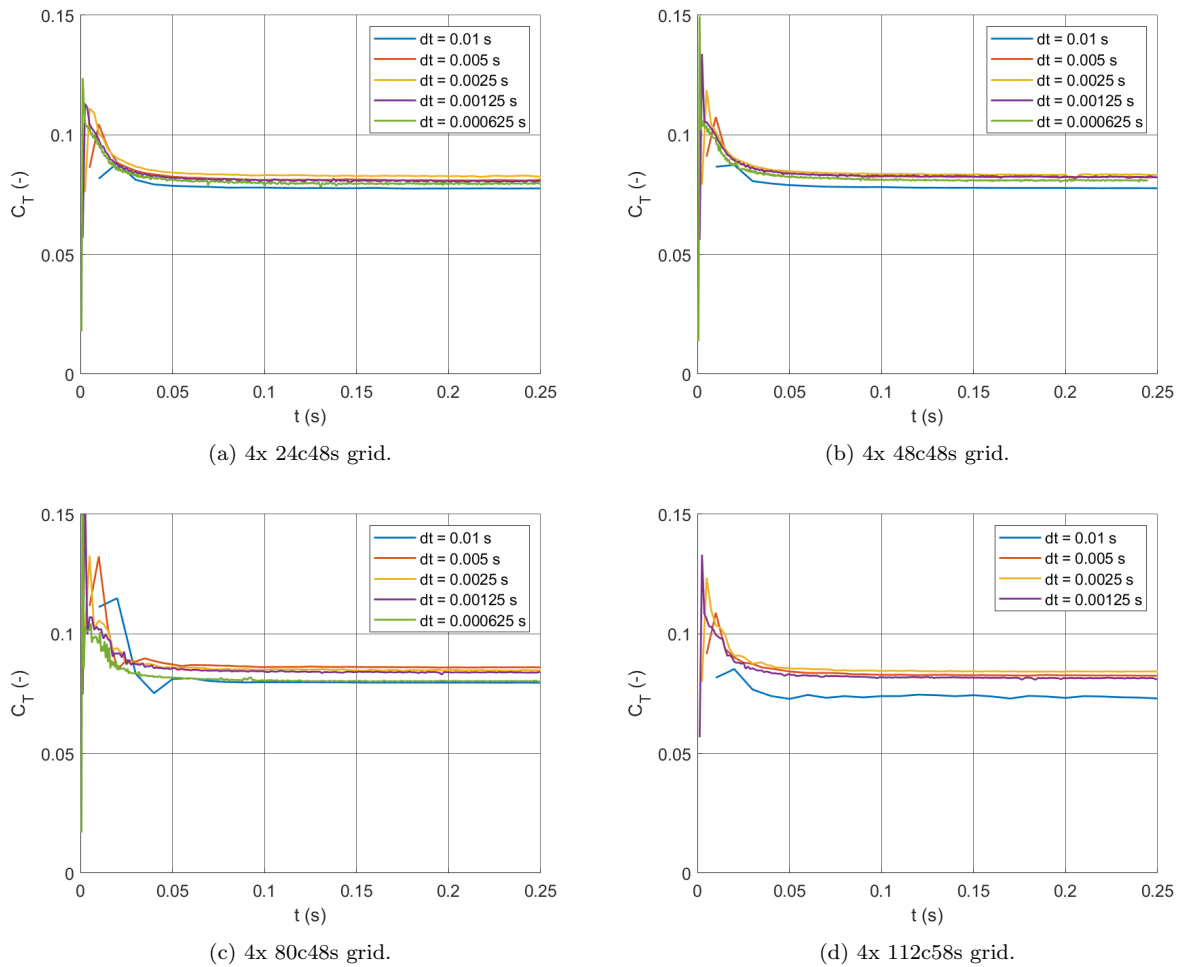 0.15
0.1
0.05
0
C_T (-)
0 0.05 0.1 0.15 0.2 0.25
t (s)
dt = 0.01 s
dt = 0.005 s
dt = 0.0025 s
dt = 0.00125 s
dt = 0.000625 s
(a) 4x 24c48s grid.
0.15
0.1
0.05
0
C_T (-)
0 0.05 0.1 0.15 0.2 0.25
t (s)
dt = 0.01 s
dt = 0.005 s
dt = 0.0025 s
dt = 0.00125 s
dt = 0.000625 s
(b) 4x 48c48s grid.
0.15
0.1
0.05
0
C_T (-)
0 0.05 0.1 0.15 0.2 0.25
t (s)
dt = 0.01 s
dt = 0.005 s
dt = 0.0025 s
dt = 0.00125 s
dt = 0.000625 s
(c) 4x 80c48s grid.
0.15
0.1
0.05
0
C_T (-)
0 0.05 0.1 0.15 0.2 0.25
t (s)
dt = 0.01 s
dt = 0.005 s
dt = 0.0025 s
dt = 0.00125 s
(d) 4x 112c58s grid.